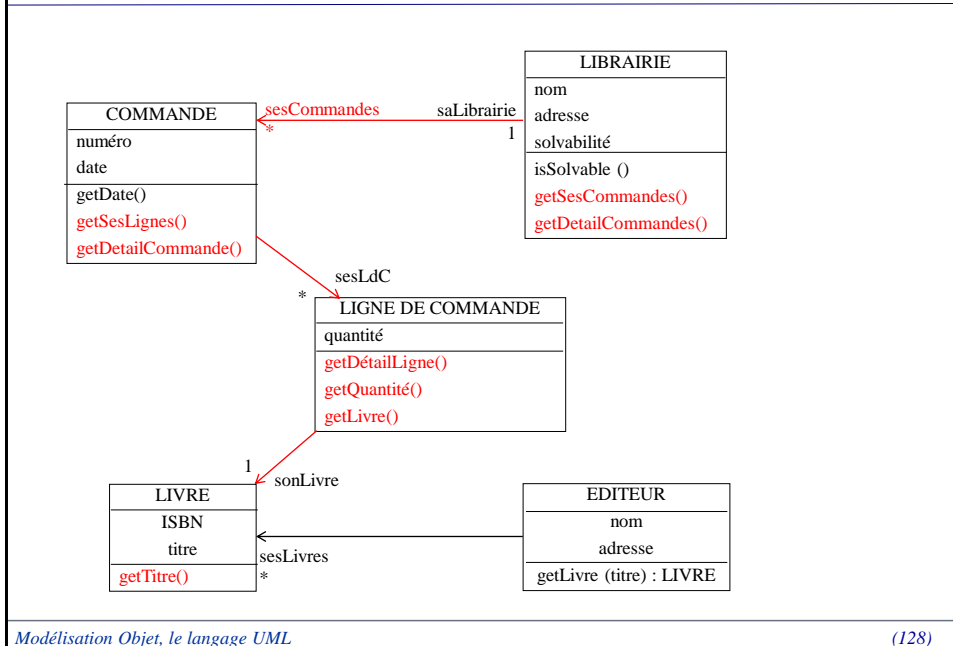 LIBRAIRIE
nom
adresse
solvabilité
isSolvable ()
getSesCommandes()
getDetailCommandes()
sesCommandes
*
saLibrairie
1
COMMANDE
numéro
date
getDate()
getSesLignes()
getDetailCommande()
sesLdC
*
LIGNE DE COMMANDE
quantité
getDétailLigne()
getQuantité()
getLivre()
1
sonLivre
LIVRE
ISBN
titre
getTitre()
sesLivres
*
EDITEUR
nom
adresse
getLivre (titre) : LIVRE
Modélisation Objet, le langage UML (128)